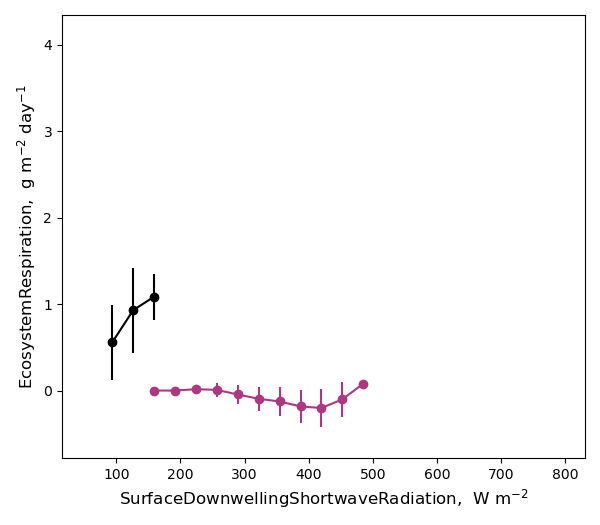 4
3
2
1
0
EcosystemRespiration, g m⁻² day⁻¹
100 200 300 400 500 600 700 800
SurfaceDownwellingShortwaveRadiation, W m⁻²